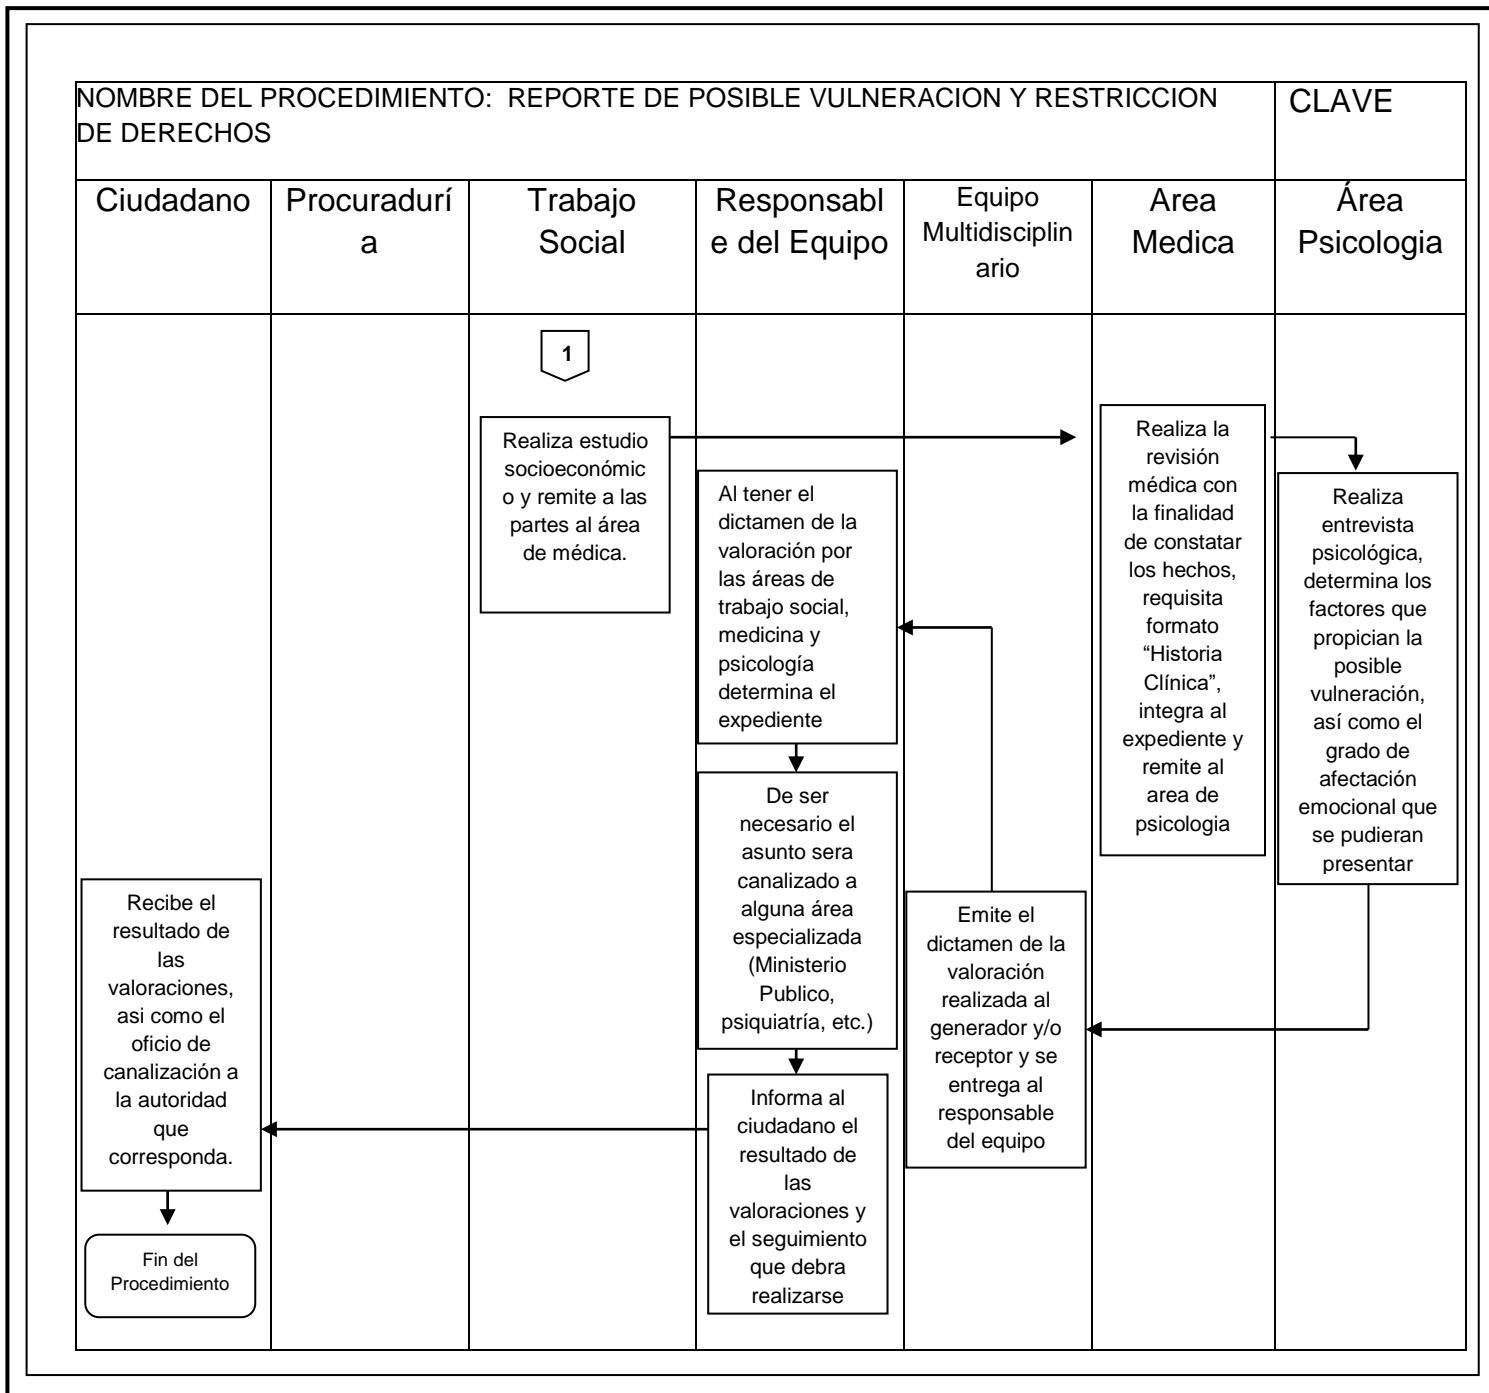 NOMBRE DEL PROCEDIMIENTO:  REPORTE DE POSIBLE VULNERACION Y RESTRICCION
DE DERECHOS
CLAVE
Ciudadano
Procuradurí
a
Trabajo
Social
Responsabl
e del Equipo
Equipo
Multidisciplin
ario
Area
Medica
Área
Psicologia
1
Realiza estudio
socioeconómic
o y remite a las
partes al área
de médica.
Realiza la
revisión
médica con
la finalidad
de constatar
los hechos,
requisita
formato
“Historia
Clínica”,
integra al
expediente y
remite al
area de
psicologia
Realiza
entrevista
psicológica,
determina los
factores que
propician la
posible
vulneración,
así como el
grado de
afectación
emocional que
se pudieran
presentar
Emite el
dictamen de la
valoración
realizada al
generador y/o
receptor y se
entrega al
responsable
del equipo
Al tener el
dictamen de la
valoración por
las áreas de
trabajo social,
medicina y
psicología
determina el
expediente
De ser
necesario el
asunto sera
canalizado a
alguna área
especializada
(Ministerio
Publico,
psiquiatría, etc.)
Informa al
ciudadano el
resultado de
las
valoraciones y
el seguimiento
que debra
realizarse
Recibe el
resultado de
las
valoraciones,
asi como el
oficio de
canalización a
la autoridad
que
corresponda.
Fin del
Procedimiento